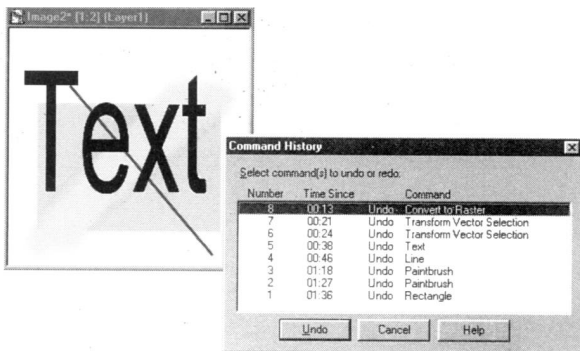 Image2* [1:2] (Layer1)
Text
Command History
Select command(s) to undo or redo:
Number Time Since Command
8 00:13 Undo Convert to Raster
7 00:21 Undo Transform Vector Selection
6 00:24 Undo Transform Vector Selection
5 00:38 Undo Text
4 00:46 Undo Line
3 01:18 Undo Paintbrush
2 01:27 Undo Paintbrush
1 01:36 Undo Rectangle
Undo Cancel Help